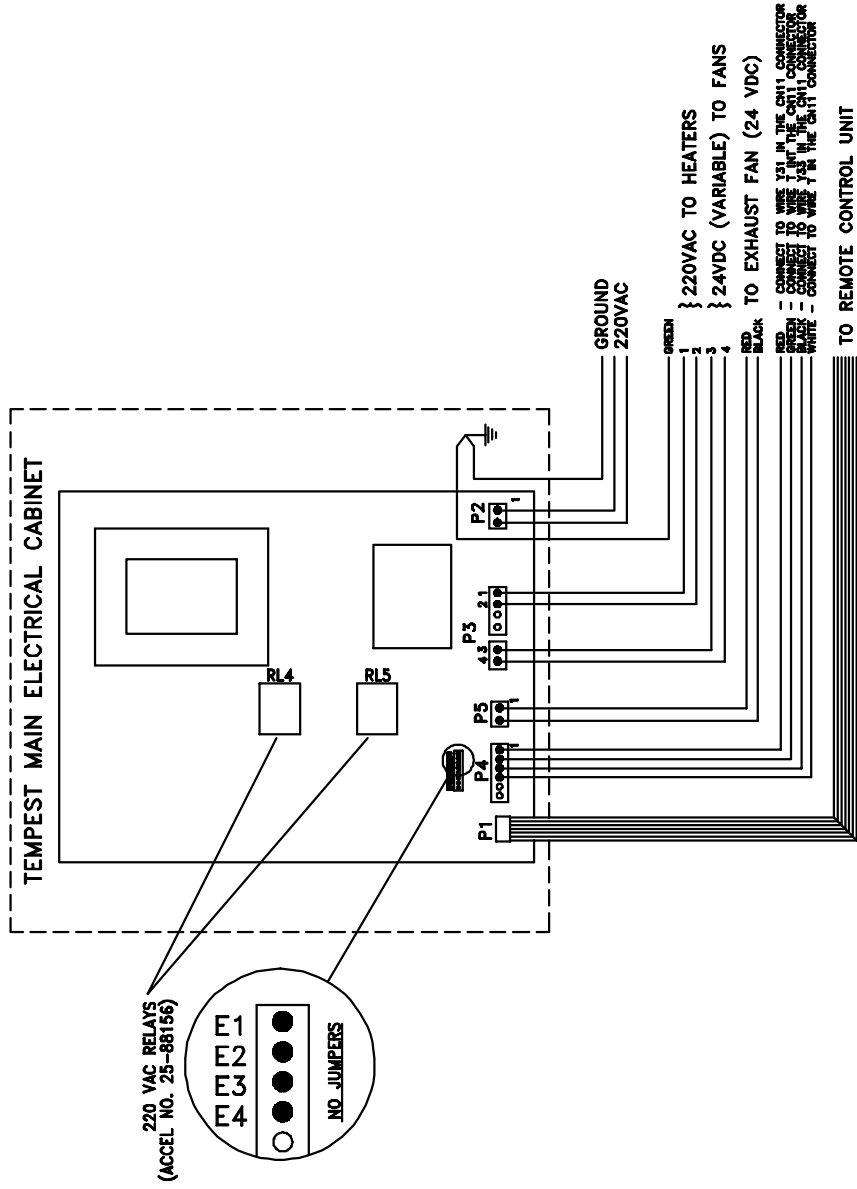 TEMPEST MAIN ELECTRICAL CABINET
220 VAC RELAYS
(ACCEL NO. 25-88156)
RL4
RL5
E1
E2
E3
E4
NO JUMPERS
P1
P4
1
P5
1
P3
4 3
2 1
P2
1
GROUND
220VAC
GREEN
1
2
} 220VAC TO HEATERS
3
4
} 24VDC (VARIABLE) TO FANS
RED
BLACK
TO EXHAUST FAN (24 VDC)
RED - CONNECT TO WIRE Y31 IN THE CN11 CONNECTOR
GREEN - CONNECT TO WIRE T INT THE CN11 CONNECTOR
BLACK - CONNECT TO WIRE Y33 IN THE CN11 CONNECTOR
WHITE - CONNECT TO WIRE T IN THE CN11 CONNECTOR
TO REMOTE CONTROL UNIT